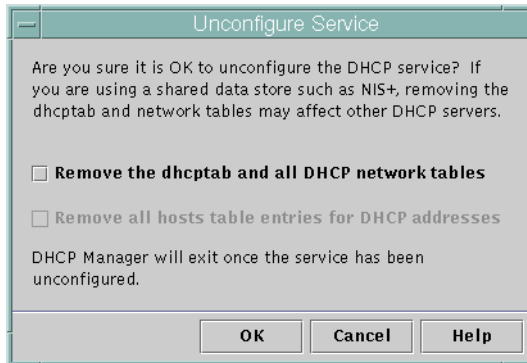 Unconfigure Service
Are you sure it is OK to unconfigure the DHCP service? If
you are using a shared data store such as NIS+, removing the
dhcptab and network tables may affect other DHCP servers.
Remove the dhcptab and all DHCP network tables
Remove all hosts table entries for DHCP addresses
DHCP Manager will exit once the service has been
unconfigured.
OK Cancel Help